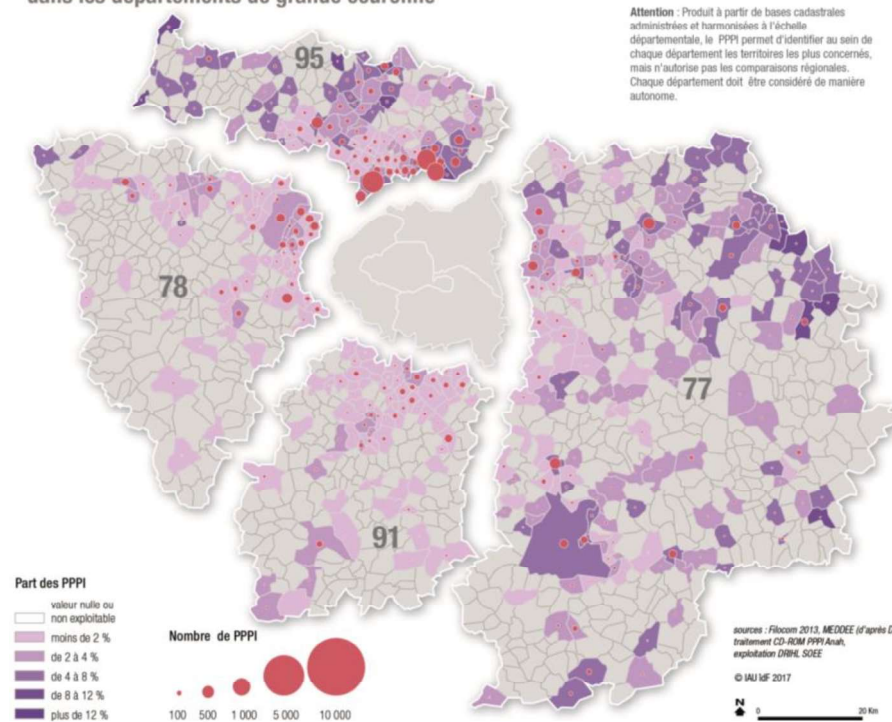 dans les départements de grande couronne
Attention : Produit à partir de bases cadastrales
administrées et harmonisées à l'échelle
départementale, le PPPI permet d'identifier au sein de
chaque département les territoires les plus concernés,
mais n'autorise pas les comparaisons régionales.
Chaque département doit être considéré de manière
autonome.
95
78
77
91
Part des PPPI
valeur nulle ou
non exploitable
moins de 2 %
de 2 à 4 %
de 4 à 8 %
de 8 à 12 %
plus de 12 %
Nombre de PPPI
100 500 1 000 5 000 10 000
sources : Filocom 2013, MEDDEE (d'après D
traitement CD-ROM PPPI Anah,
exploitation DRIHL SOEE
© IAU îdF 2017
N
0 20 Km